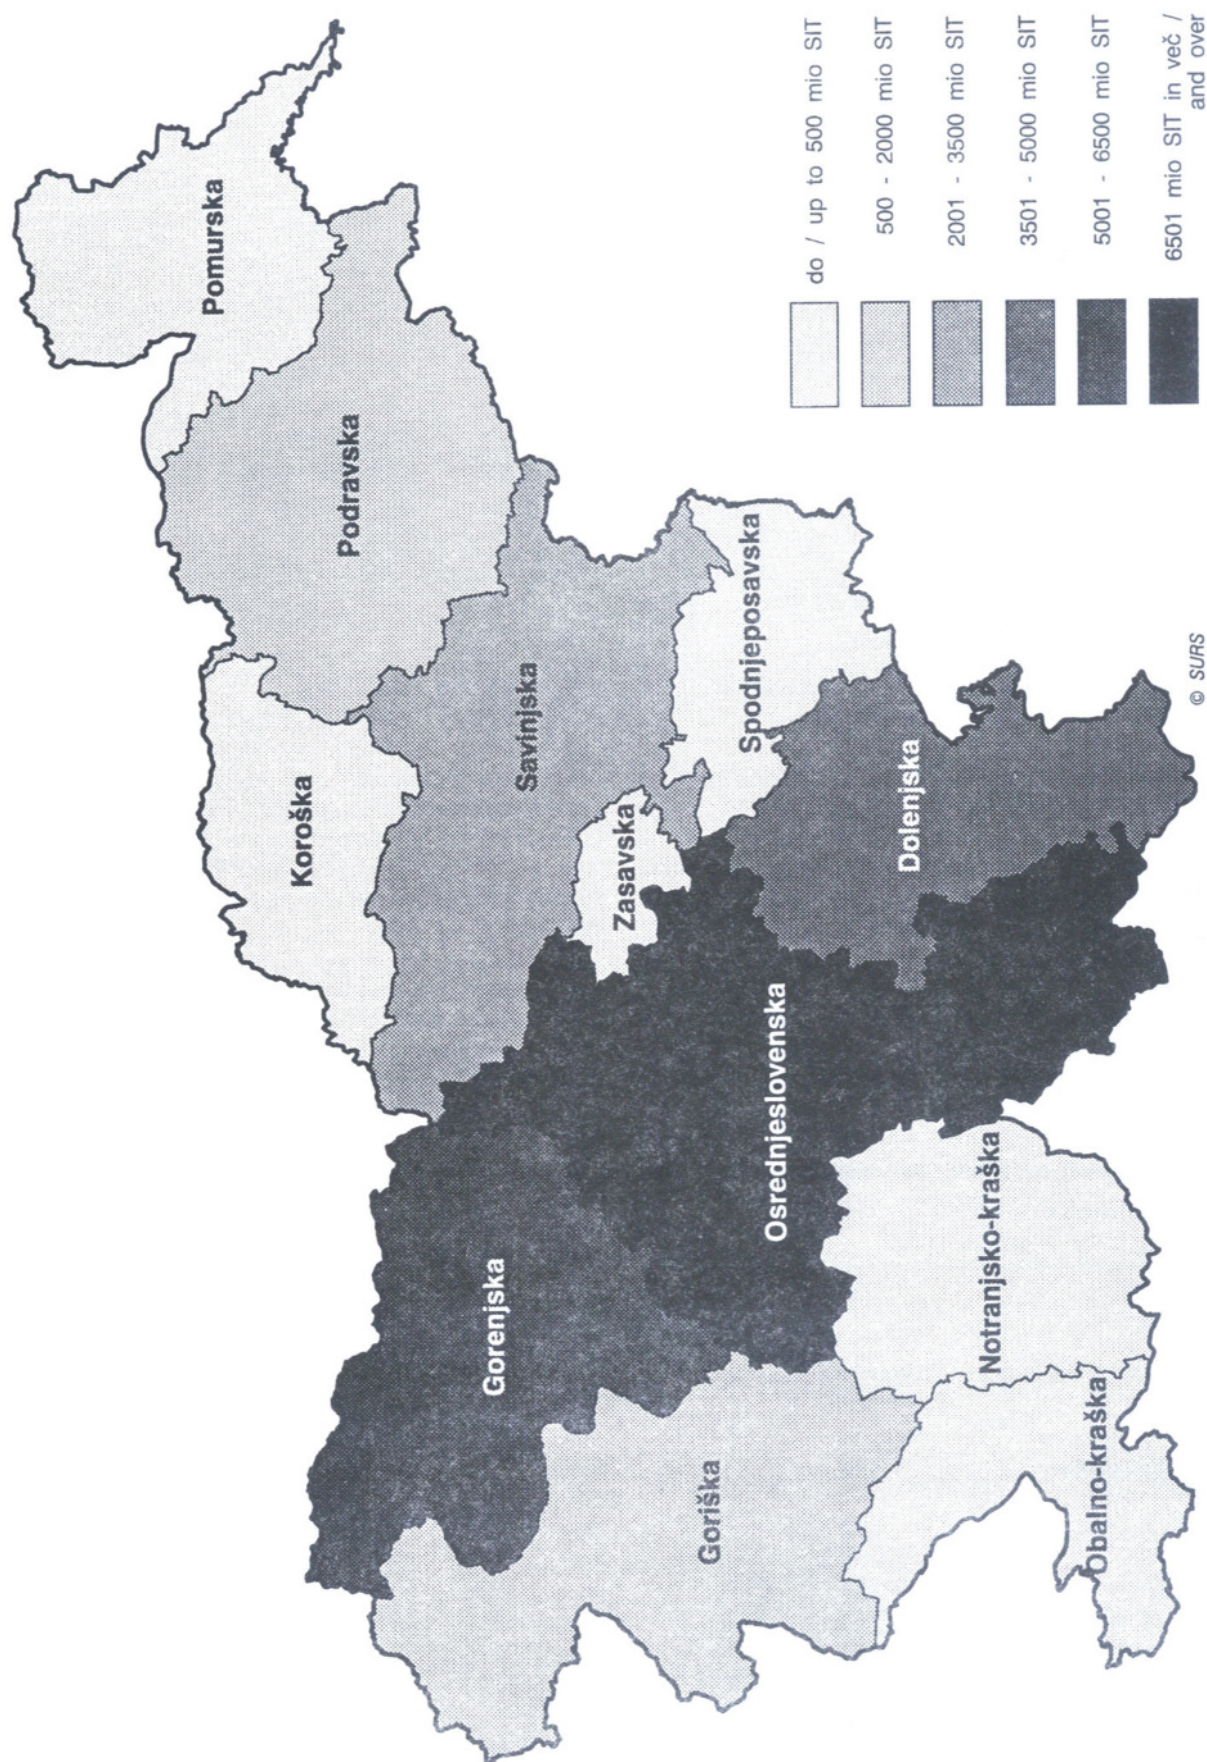 Pomurska
Podravska
Koroška
Savinjska
Zasavska
Spodnjeposavska
Dolenjska
Gorenjska
Osrednjeslovenska
Goriška
Notranjsko-kraška
Obalno-kraška
do / up to 500 mio SIT
500 - 2000 mio SIT
2001 - 3500 mio SIT
3501 - 5000 mio SIT
5001 - 6500 mio SIT
6501 mio SIT in več /
and over
© SURS